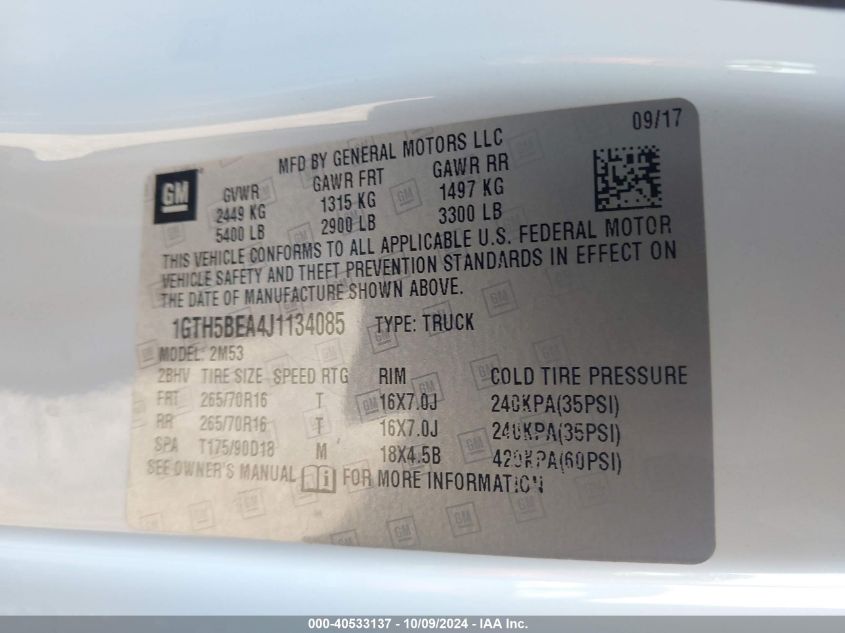 09/17
MFD BY GENERAL MOTORS LLC
GM
GVWR GAWR FRT GAWR RR
2449 KG 1315 KG 1497 KG
5400 LB 2900 LB 3300 LB
THIS VEHICLE CONFORMS TO ALL APPLICABLE U.S. FEDERAL MOTOR
VEHICLE SAFETY AND THEFT PREVENTION STANDARDS IN EFFECT ON
THE DATE OF MANUFACTURE SHOWN ABOVE.
1GTH5BEA4J1134085 TYPE: TRUCK
MODEL: 2M53
2BHV TIRE SIZE SPEED RTG RIM COLD TIRE PRESSURE
FRT 265/70R16 T 16X7.0J 240KPA(35PSI)
RR 265/70R16 T 16X7.0J 240KPA(35PSI)
SPA T175/90D18 M 18X4.5B 420KPA(60PSI)
SEE OWNER'S MANUAL FOR MORE INFORMATION
000-40533137 - 10/09/2024 - IAA Inc.